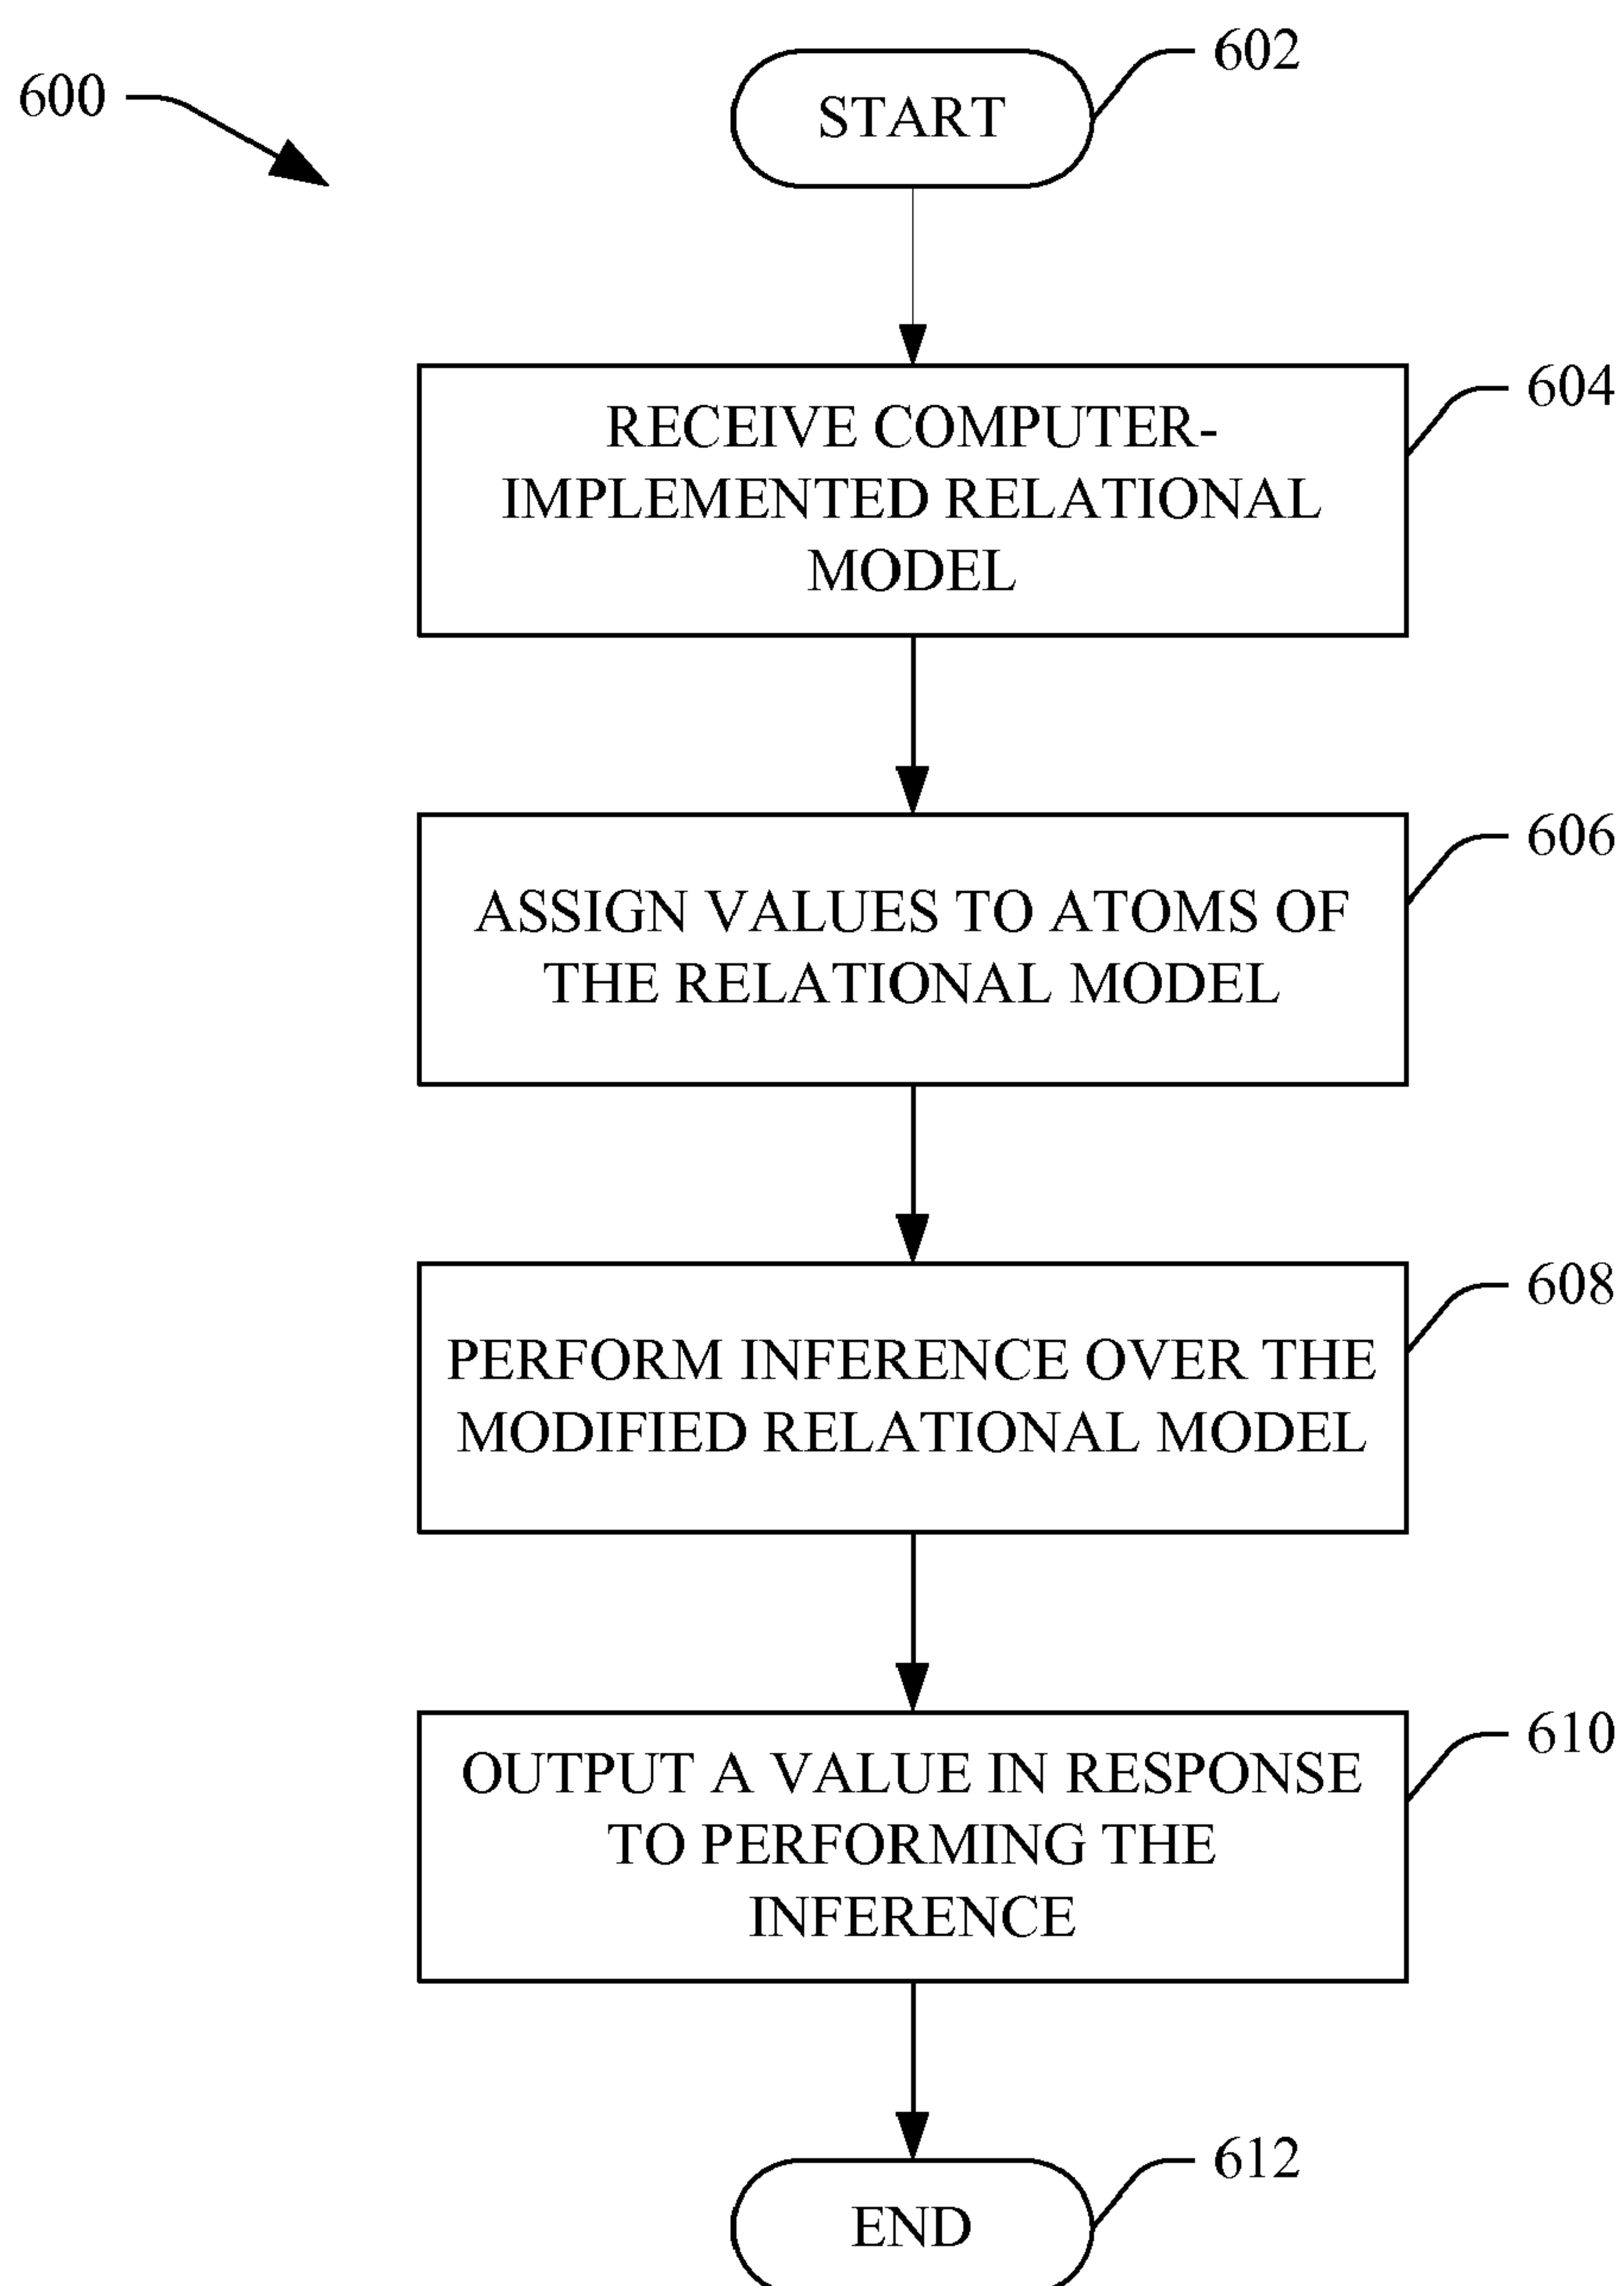 600
602
START
604
RECEIVE COMPUTER-
IMPLEMENTED RELATIONAL
MODEL
606
ASSIGN VALUES TO ATOMS OF
THE RELATIONAL MODEL
608
PERFORM INFERENCE OVER THE
MODIFIED RELATIONAL MODEL
610
OUTPUT A VALUE IN RESPONSE
TO PERFORMING THE
INFERENCE
612
END